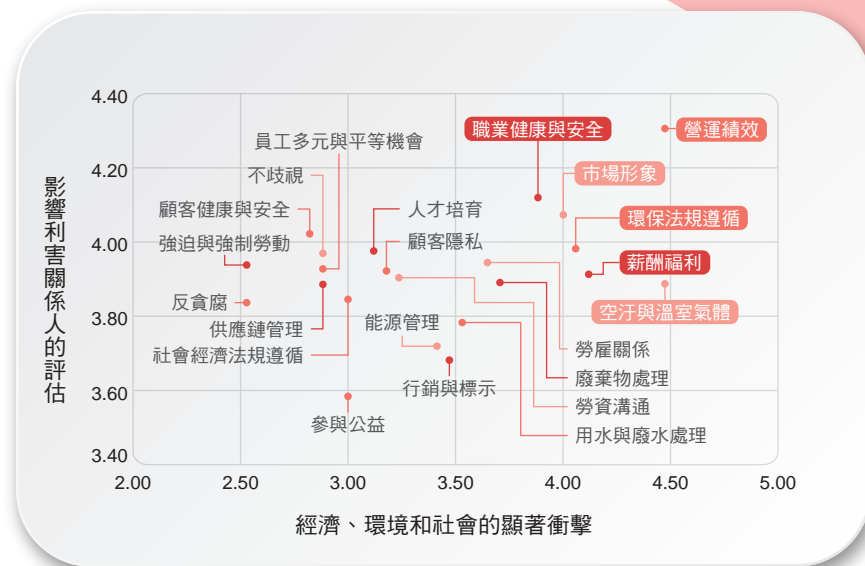 4.40
4.20
4.00
3.80
3.60
3.40
影響利害關係人的評估
職業健康與安全
營運績效
員工多元與平等機會
不歧視
市場形象
顧客健康與安全
人才培育
環保法規遵循
強迫與強制勞動
顧客隱私
薪酬福利
反貪腐
空汙與溫室氣體
供應鏈管理
能源管理
社會經濟法規遵循
勞雇關係
行銷與標示
廢棄物處理
參與公益
勞資溝通
用水與廢水處理
2.00 2.50 3.00 3.50 4.00 4.50 5.00
經濟、環境和社會的顯著衝擊